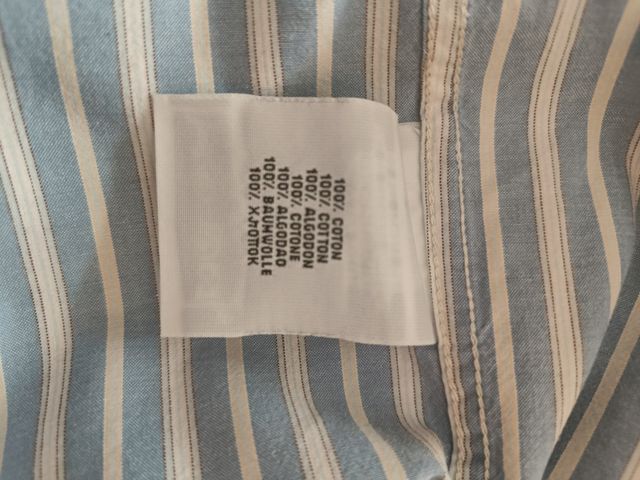 100% COTON
100% COTTON
100% ALGODON
100% COTONE
100% ALGODAO
100% BAUMWOLLE
100% ХЛОПОК